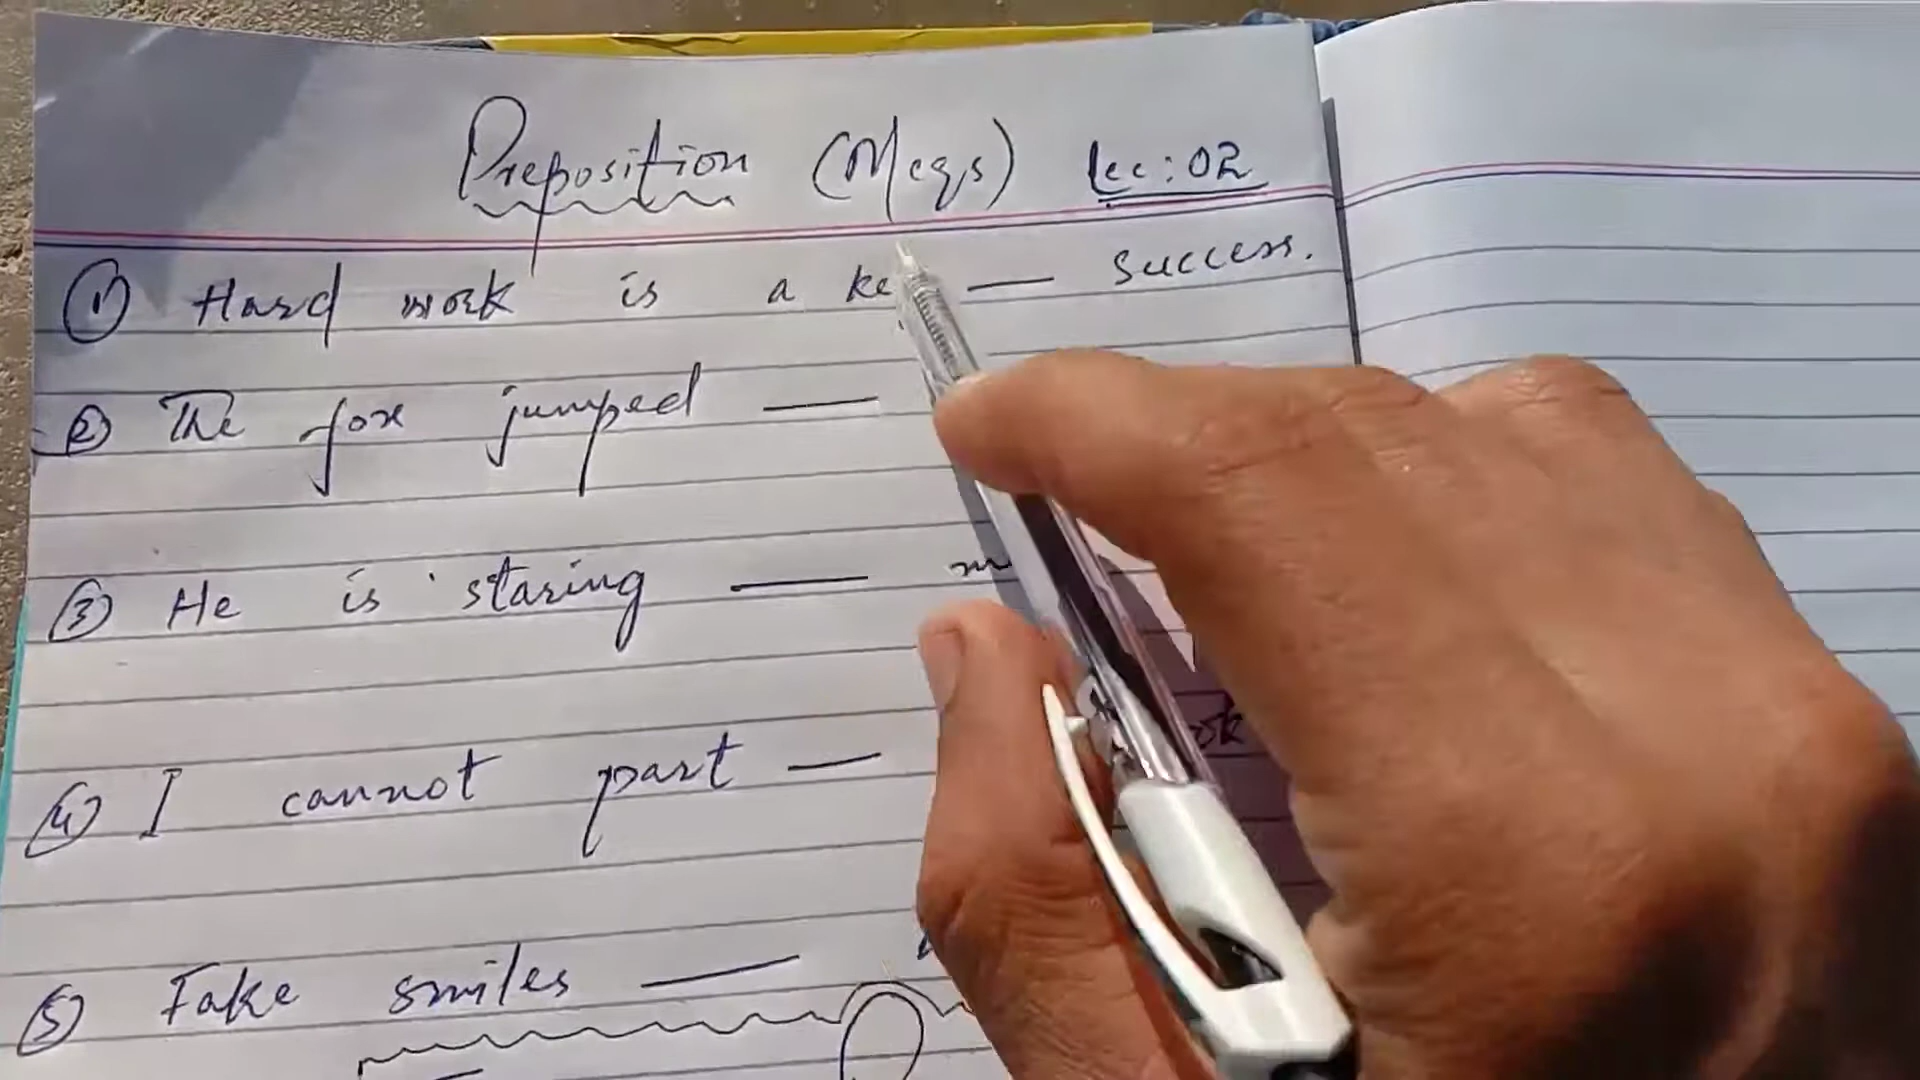 Preposition (Mcqs) Lec:02
① Hard work is a ke — success.
② The fox jumped —
③ He is staring — m
④ I cannot part —
⑤ Fake smiles —